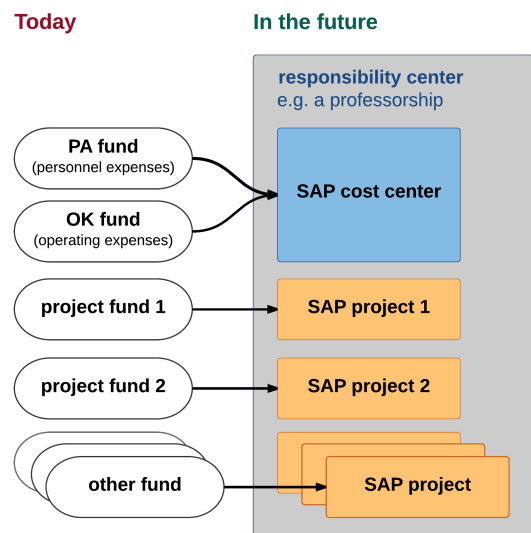 Today
In the future
responsibility center
e.g. a professorship
PA fund
(personnel expenses)
SAP cost center
OK fund
(operating expenses)
project fund 1
SAP project 1
project fund 2
SAP project 2
other fund
SAP project